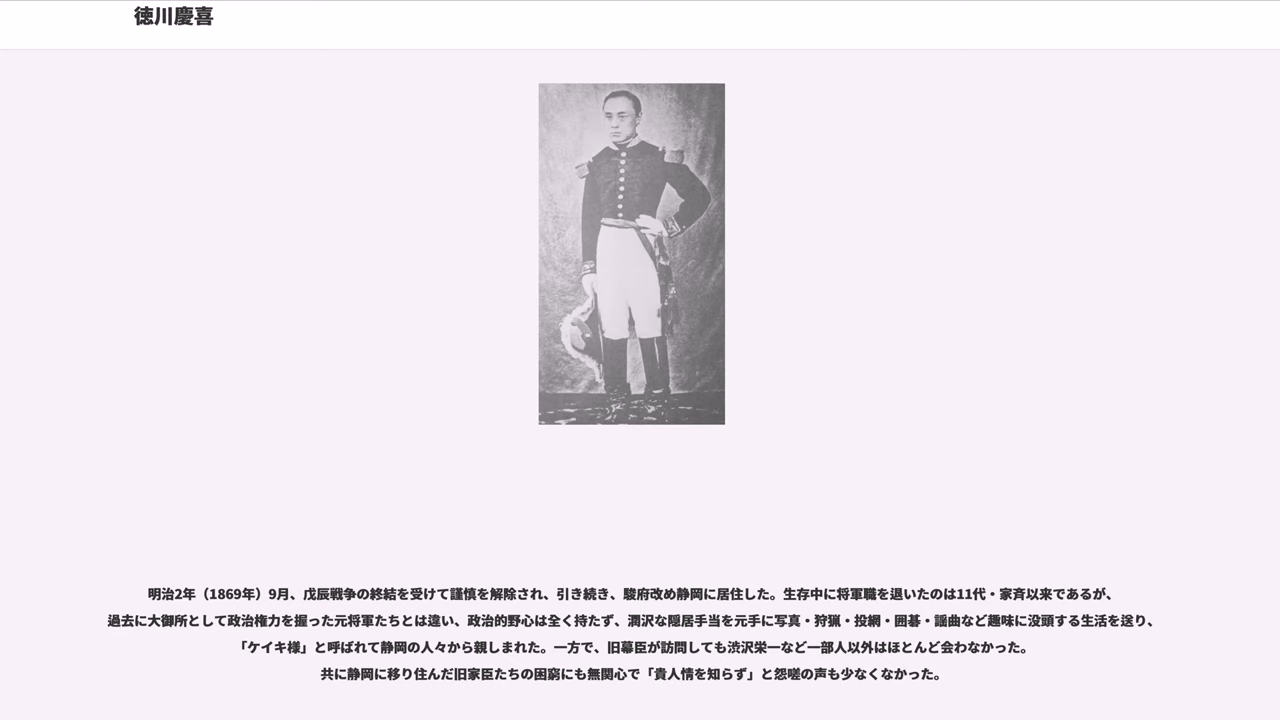 徳川慶喜
明治2年（1869年）9月、戊辰戦争の終結を受けて謹慎を解除され、引き続き、駿府改め静岡に居住した。生存中に将軍職を退いたのは11代・家斉以来であるが、
過去に大御所として政治権力を握った元将軍たちとは違い、政治的野心は全く持たず、潤沢な隠居手当を元手に写真・狩猟・投網・囲碁・謡曲など趣味に没頭する生活を送り、
「ケイキ様」と呼ばれて静岡の人々から親しまれた。一方で、旧幕臣が訪問しても渋沢栄一など一部人以外はほとんど会わなかった。
共に静岡に移り住んだ旧家臣たちの困窮にも無関心で「貴人情を知らず」と怨嗟の声も少なくなかった。